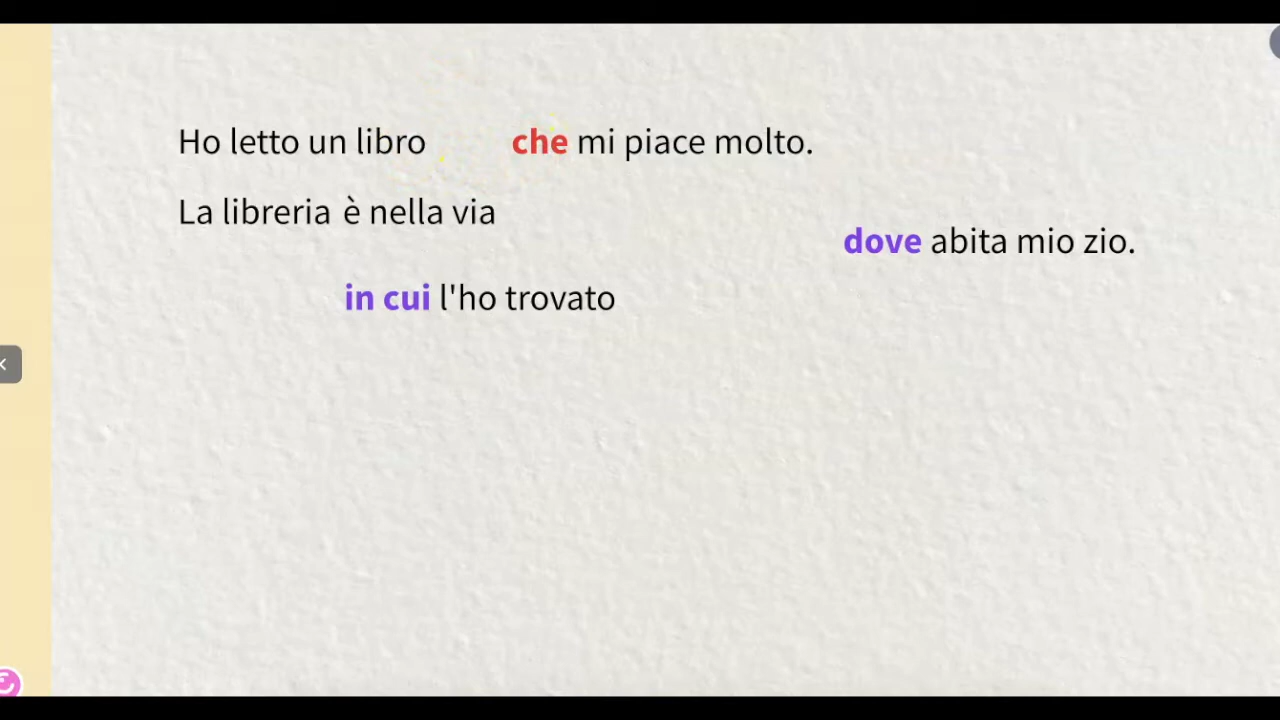 Ho letto un libro che mi piace molto.
La libreria è nella via
dove abita mio zio.
in cui l'ho trovato